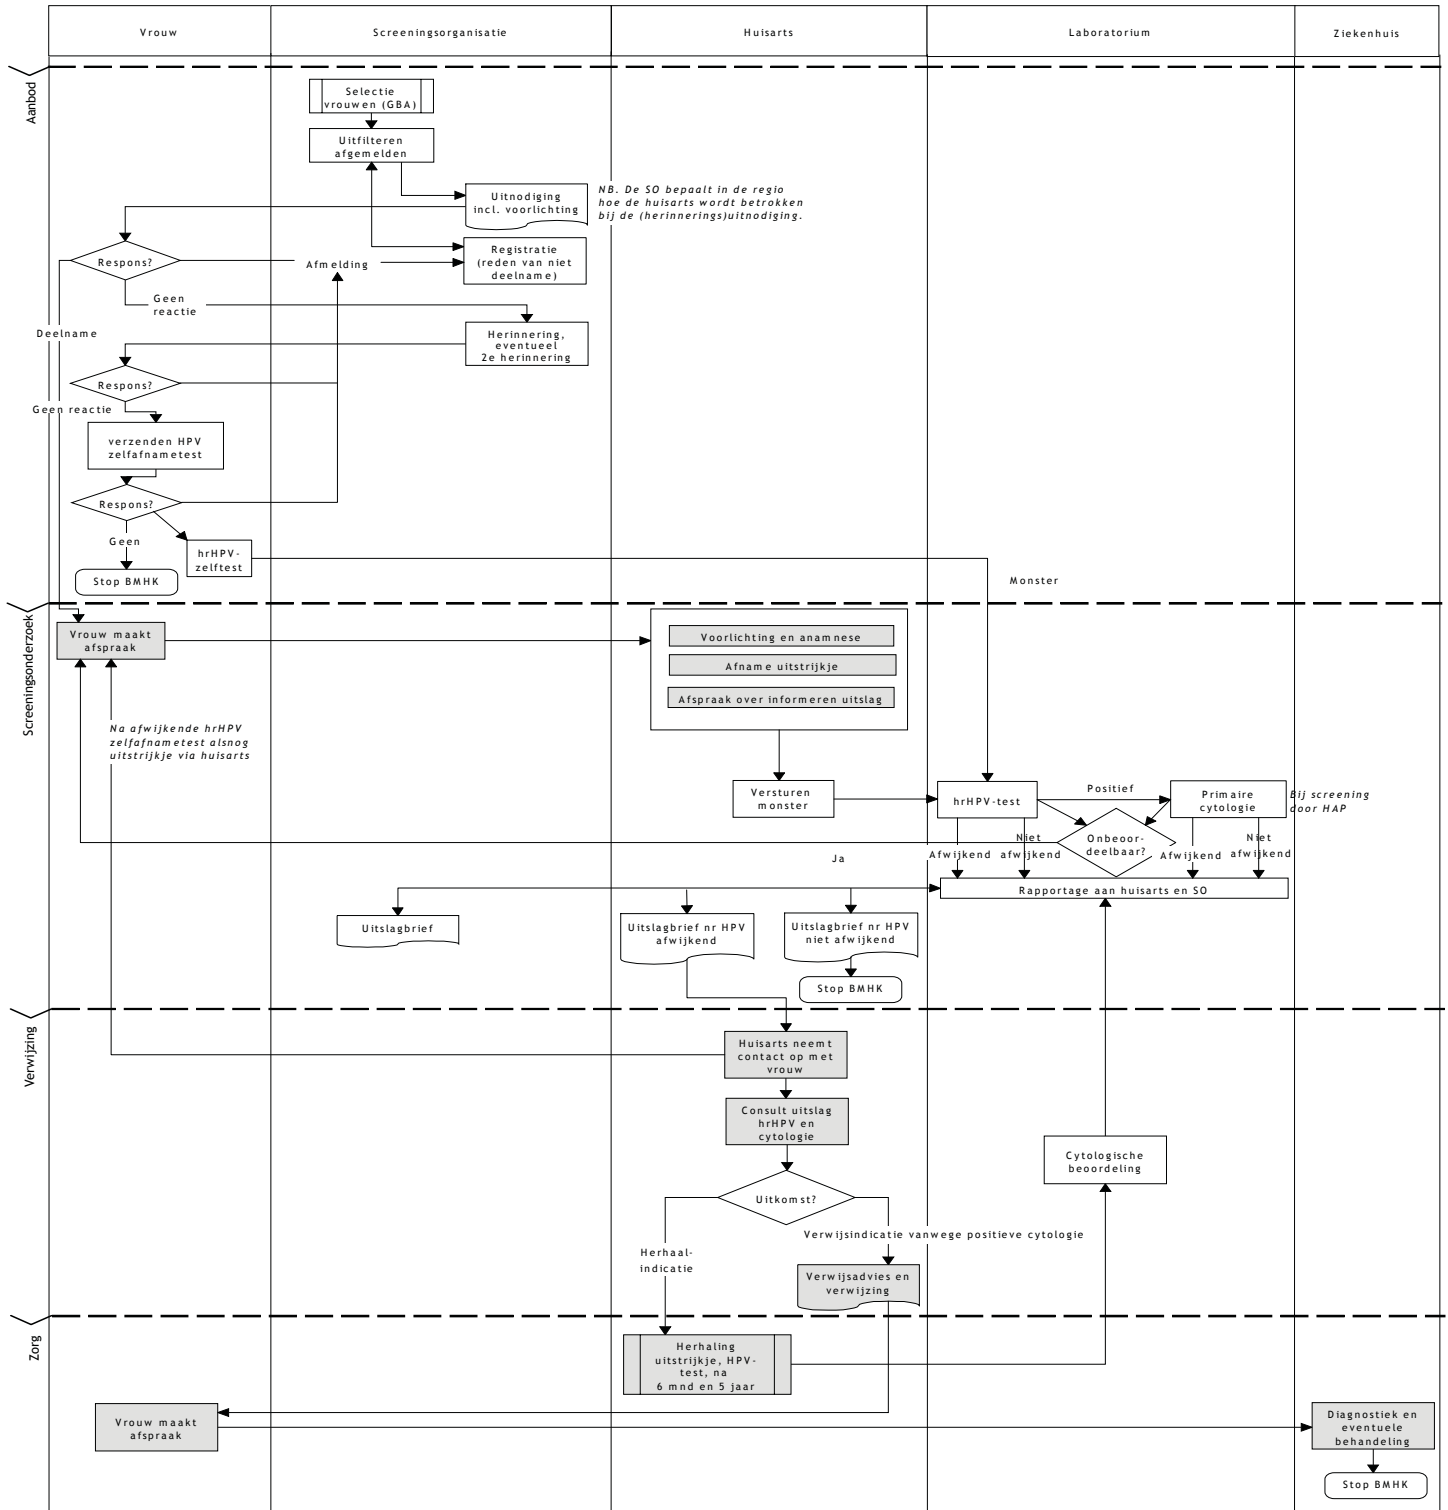 Vrouw
Screeningsorganisatie
Huisarts
Laboratorium
Ziekenhuis
Aanbod
Selectie
vrouwen (GBA)
Uitfilteren
afgemelden
Uitnodiging
incl. voorlichting
NB. De SO bepaalt in de regio
hoe de huisarts wordt betrokken
bij de (herinnerings)uitnodiging.
Respons?
Afmelding
Registratie
(reden van niet
deelname)
Geen
reactie
Deelname
Herinnering,
eventueel
2e herinnering
Respons?
Geen reactie
verzenden HPV
zelfafnametest
Respons?
Geen
hrHPV-
zelftest
Stop BMHK
Monster
Screeningsonderzoek
Vrouw maakt
afspraak
Voorlichting en anamnese
Afname uitstrijkje
Afspraak over informeren uitslag
Na afwijkende hrHPV
zelfafnametest alsnog
uitstrijkje via huisarts
Versturen
monster
hrHPV-test
Positief
Primaire
cytologie
Bij screening
door HAP
Onbeoor-
deelbaar?
Ja
Afwijkend
Niet
afwijkend
Afwijkend
Niet
afwijkend
Rapportage aan huisarts en SO
Uitslagbrief
Uitslagbrief nr HPV
afwijkend
Uitslagbrief nr HPV
niet afwijkend
Stop BMHK
Verwijzing
Huisarts neemt
contact op met
vrouw
Consult uitslag
hrHPV en
cytologie
Cytologische
beoordeling
Uitkomst?
Verwijsindicatie vanwege positieve cytologie
Herhaal-
indicatie
Verwijsadvies en
verwijzing
Zorg
Herhaling
uitstrijkje, HPV-
test, na
6 mnd en 5 jaar
Vrouw maakt
afspraak
Diagnostiek en
eventuele
behandeling
Stop BMHK